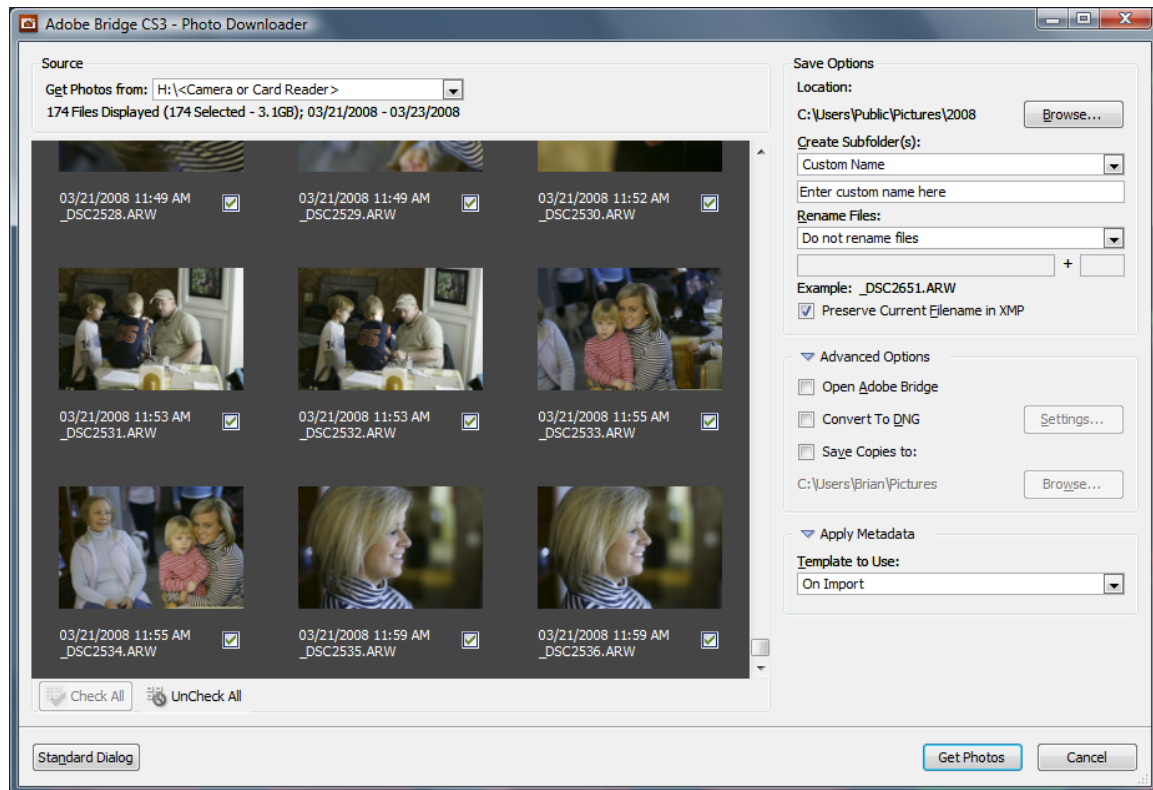 Adobe Bridge CS3 - Photo Downloader
Source
Get Photos from: H:\<Camera or Card Reader>
174 Files Displayed (174 Selected - 3.1GB); 03/21/2008 - 03/23/2008
03/21/2008 11:49 AM
_DSC2528.ARW
03/21/2008 11:49 AM
_DSC2529.ARW
03/21/2008 11:52 AM
_DSC2530.ARW
03/21/2008 11:53 AM
_DSC2531.ARW
03/21/2008 11:53 AM
_DSC2532.ARW
03/21/2008 11:55 AM
_DSC2533.ARW
03/21/2008 11:55 AM
_DSC2534.ARW
03/21/2008 11:59 AM
_DSC2535.ARW
03/21/2008 11:59 AM
_DSC2536.ARW
Check All
UnCheck All
Save Options
Location:
C:\Users\Public\Pictures\2008
Browse...
Create Subfolder(s):
Custom Name
Enter custom name here
Rename Files:
Do not rename files
+
Example: _DSC2651.ARW
Preserve Current Filename in XMP
Advanced Options
Open Adobe Bridge
Convert To DNG
Settings...
Save Copies to:
C:\Users\Brian\Pictures
Browse...
Apply Metadata
Template to Use:
On Import
Standard Dialog
Get Photos
Cancel